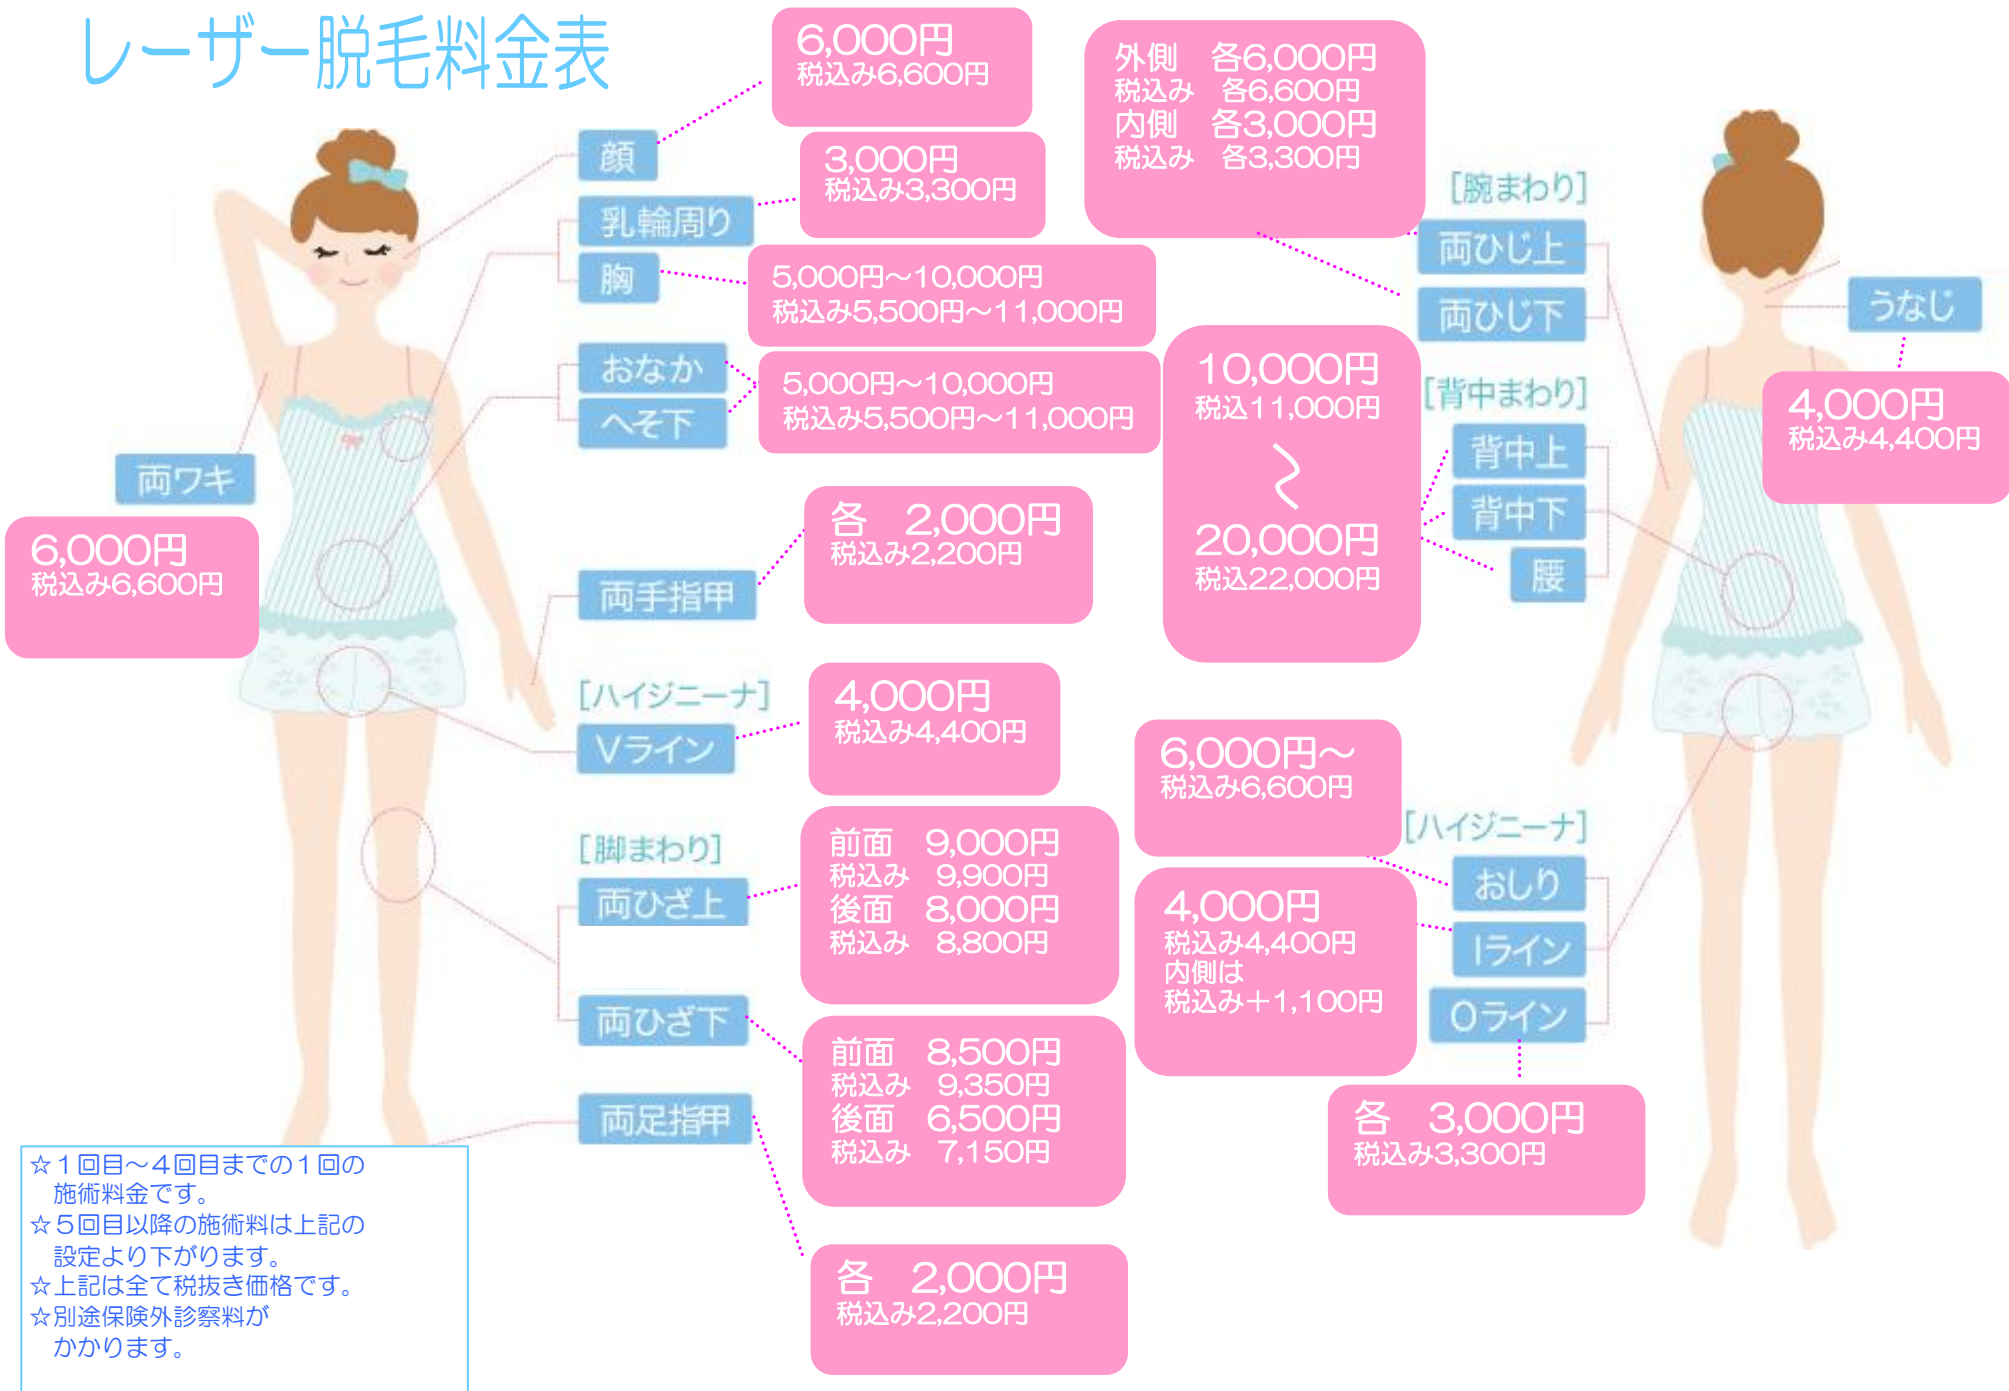 レーザー脱毛料金表
顔
6,000円
税込み6,600円
乳輪周り
3,000円
税込み3,300円
胸
5,000円～10,000円
税込み5,500円～11,000円
おなか
へそ下
5,000円～10,000円
税込み5,500円～11,000円
両ワキ
6,000円
税込み6,600円
両手指甲
各　2,000円
税込み2,200円
[ハイジニーナ]
Vライン
4,000円
税込み4,400円
[脚まわり]
両ひざ上
前面　9,000円
税込み　9,900円
後面　8,000円
税込み　8,800円
両ひざ下
前面　8,500円
税込み　9,350円
後面　6,500円
税込み　7,150円
両足指甲
各　2,000円
税込み2,200円
外側　各6,000円
税込み　各6,600円
内側　各3,000円
税込み　各3,300円
[腕まわり]
両ひじ上
両ひじ下
うなじ
4,000円
税込み4,400円
10,000円
税込11,000円
～
20,000円
税込22,000円
[背中まわり]
背中上
背中下
腰
6,000円～
税込み6,600円
[ハイジニーナ]
おしり
Iライン
Oライン
4,000円
税込み4,400円
内側は
税込み＋1,100円
各　3,000円
税込み3,300円
☆１回目～４回目までの１回の
施術料金です。
☆５回目以降の施術料は上記の
設定より下がります。
☆上記は全て税抜き価格です。
☆別途保険外診察料が
かかります。